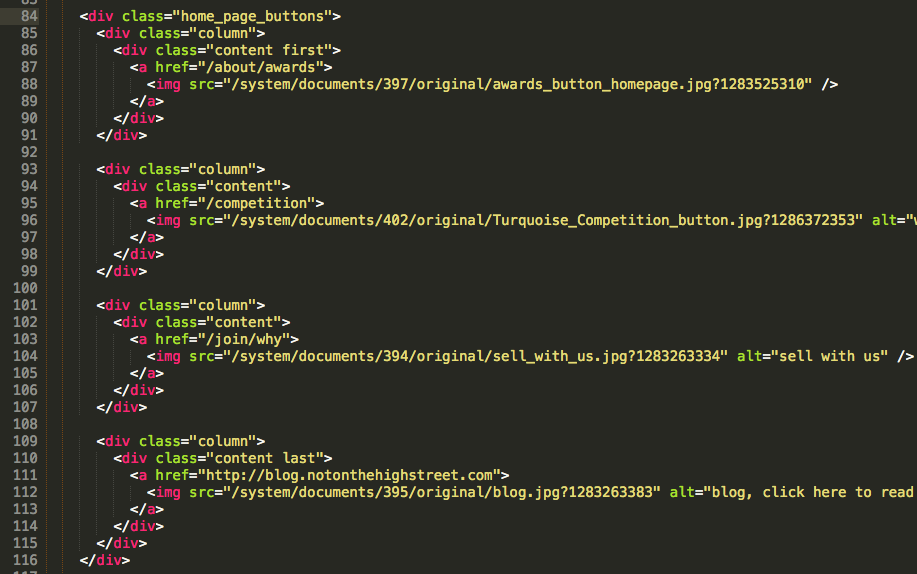 84 <div class="home_page_buttons">
85 <div class="column">
86 <div class="content first">
87 <a href="/about/awards">
88 <img src="/system/documents/397/original/awards_button_homepage.jpg?1283525310" />
89 </a>
90 </div>
91 </div>
92
93 <div class="column">
94 <div class="content">
95 <a href="/competition">
96 <img src="/system/documents/402/original/Turquoise_Competition_button.jpg?1286372353" alt="
97 </a>
98 </div>
99 </div>
100
101 <div class="column">
102 <div class="content">
103 <a href="/join/why">
104 <img src="/system/documents/394/original/sell_with_us.jpg?1283263334" alt="sell with us" />
105 </a>
106 </div>
107 </div>
108
109 <div class="column">
110 <div class="content last">
111 <a href="http://blog.notonthehighstreet.com">
112 <img src="/system/documents/395/original/blog.jpg?1283263383" alt="blog, click here to read
113 </a>
114 </div>
115 </div>
116 </div>